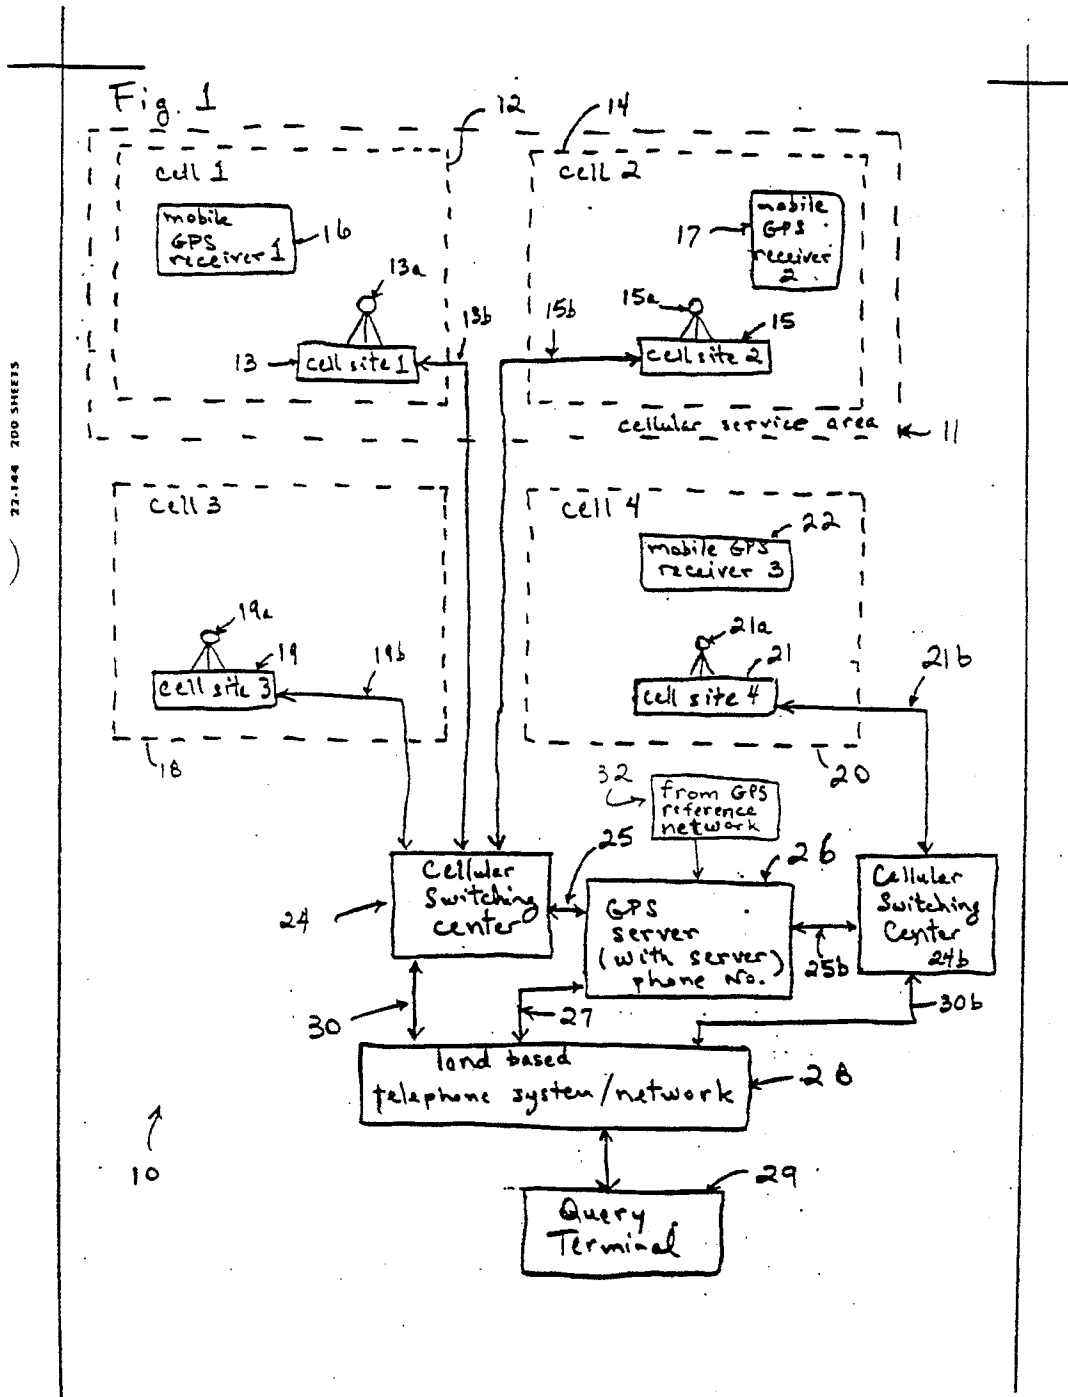 Fig. 1
12
14
cell 1
cell 2
mobile
GPS
receiver 1
16
17
mobile
GPS
receiver
2
13a
13b
15b
15a
15
13
cell site 1
cell site 2
cellular service area
11
22-144 200 SHEETS
cell 3
cell 4
22
mobile GPS
receiver 3
19a
19
19b
cell site 3
21a
21
21b
cell site 4
18
20
32
from GPS
reference
network
25
26
24
Cellular
Switching
center
GPS
server
(with server)
phone No.
25b
Cellular
Switching
Center
24b
30
27
30b
land based
telephone system/network
28
10
29
Query
Terminal